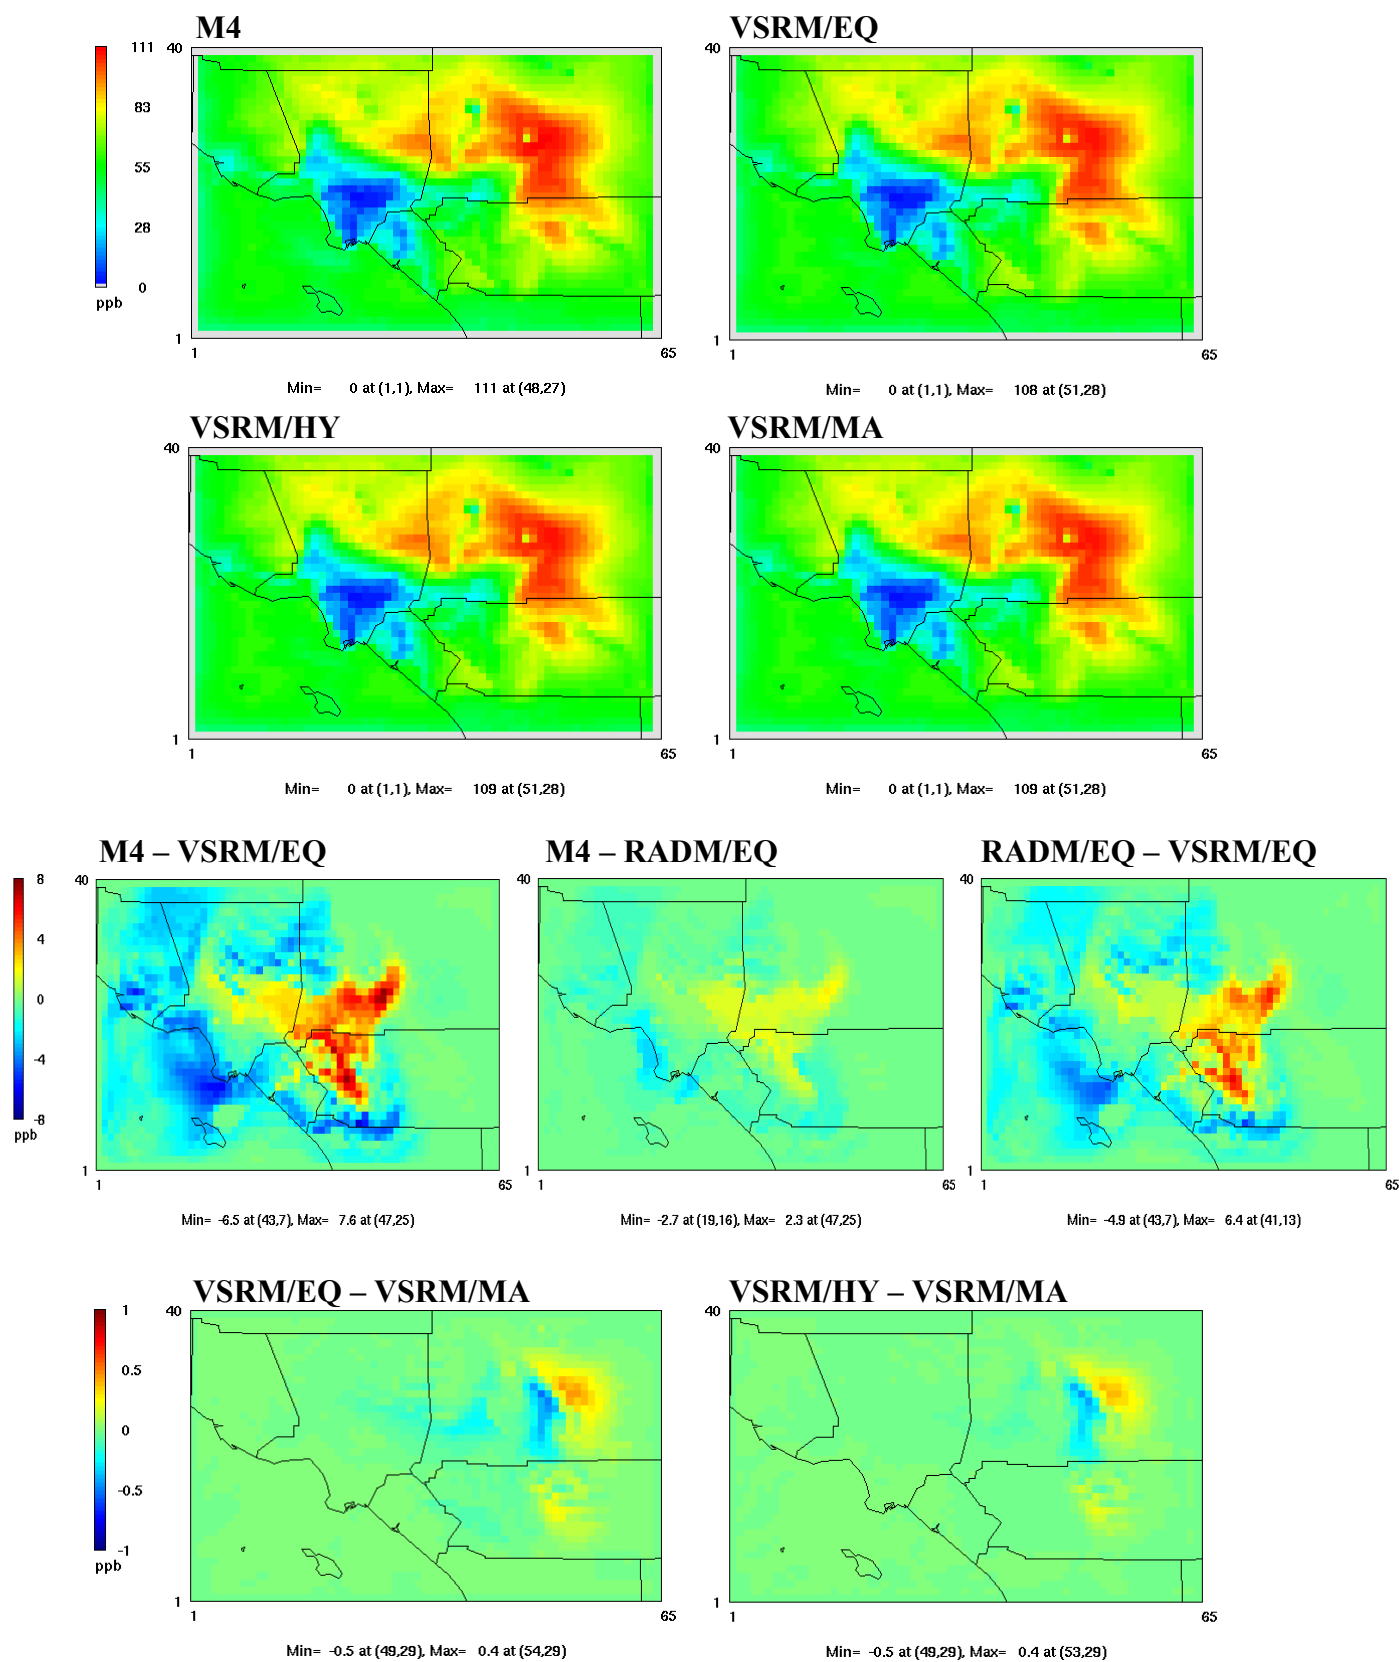 M4
VSRM/EQ
111
83
55
28
0
ppb
40
1
1
65
40
1
1
65
Min= 0 at (1,1), Max= 111 at (48,27)
Min= 0 at (1,1), Max= 108 at (51,28)
VSRM/HY
VSRM/MA
40
1
1
65
40
1
1
65
Min= 0 at (1,1), Max= 109 at (51,28)
Min= 0 at (1,1), Max= 109 at (51,28)
M4 – VSRM/EQ
M4 – RADM/EQ
RADM/EQ – VSRM/EQ
8
4
0
-4
-8
ppb
40
1
1
65
40
1
1
65
40
1
1
65
Min= -6.5 at (43,7), Max= 7.6 at (47,25)
Min= -2.7 at (19,16), Max= 2.3 at (47,25)
Min= -4.9 at (43,7), Max= 6.4 at (41,13)
VSRM/EQ – VSRM/MA
VSRM/HY – VSRM/MA
1
0.5
0
-0.5
-1
ppb
40
1
1
65
40
1
1
65
Min= -0.5 at (49,29), Max= 0.4 at (54,29)
Min= -0.5 at (49,29), Max= 0.4 at (53,29)